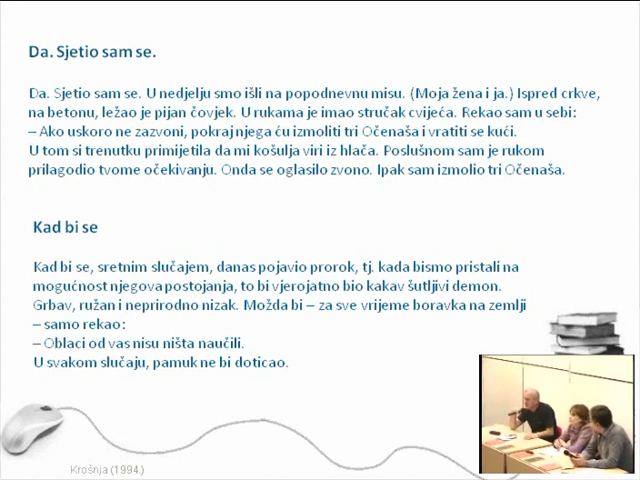 Da. Sjetio sam se.
Da. Sjetio sam se. U nedjelju smo išli na popodnevnu misu. (Moja žena i ja.) Ispred crkve,
na betonu, ležao je pijan čovjek. U rukama je imao stručak cvijeća. Rekao sam u sebi:
– Ako uskoro ne zazvoni, pokraj njega ću izmoliti tri Očenaša i vratiti se kući.
U tom si trenutku primijetila da mi košulja viri iz hlača. Poslušnom sam je rukom
prilagodio tvome očekivanju. Onda se oglasilo zvono. Ipak sam izmolio tri Očenaša.
Kad bi se
Kad bi se, sretnim slučajem, danas pojavio prorok, tj. kada bismo pristali na
mogućnost njegova postojanja, to bi vjerojatno bio kakav šutljivi demon.
Grbav, ružan i neprirodno nizak. Možda bi – za sve vrijeme boravka na zemlji
– samo rekao:
– Oblaci od vas nisu ništa naučili.
U svakom slučaju, pamuk ne bi doticao.
Krošnja (1994.)